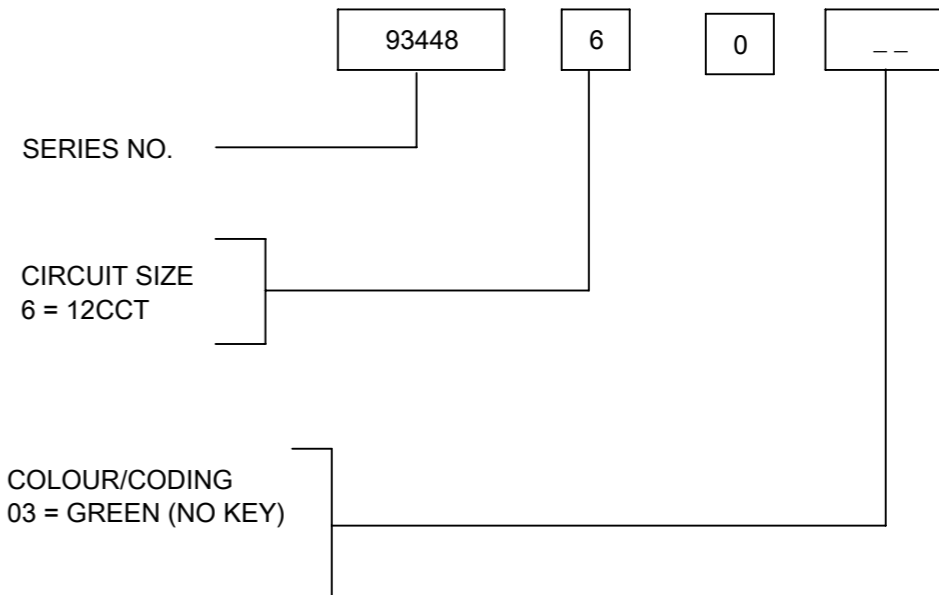 93448 6 0 _ _
SERIES NO.
CIRCUIT SIZE
6 = 12CCT
COLOUR/CODING
03 = GREEN (NO KEY)